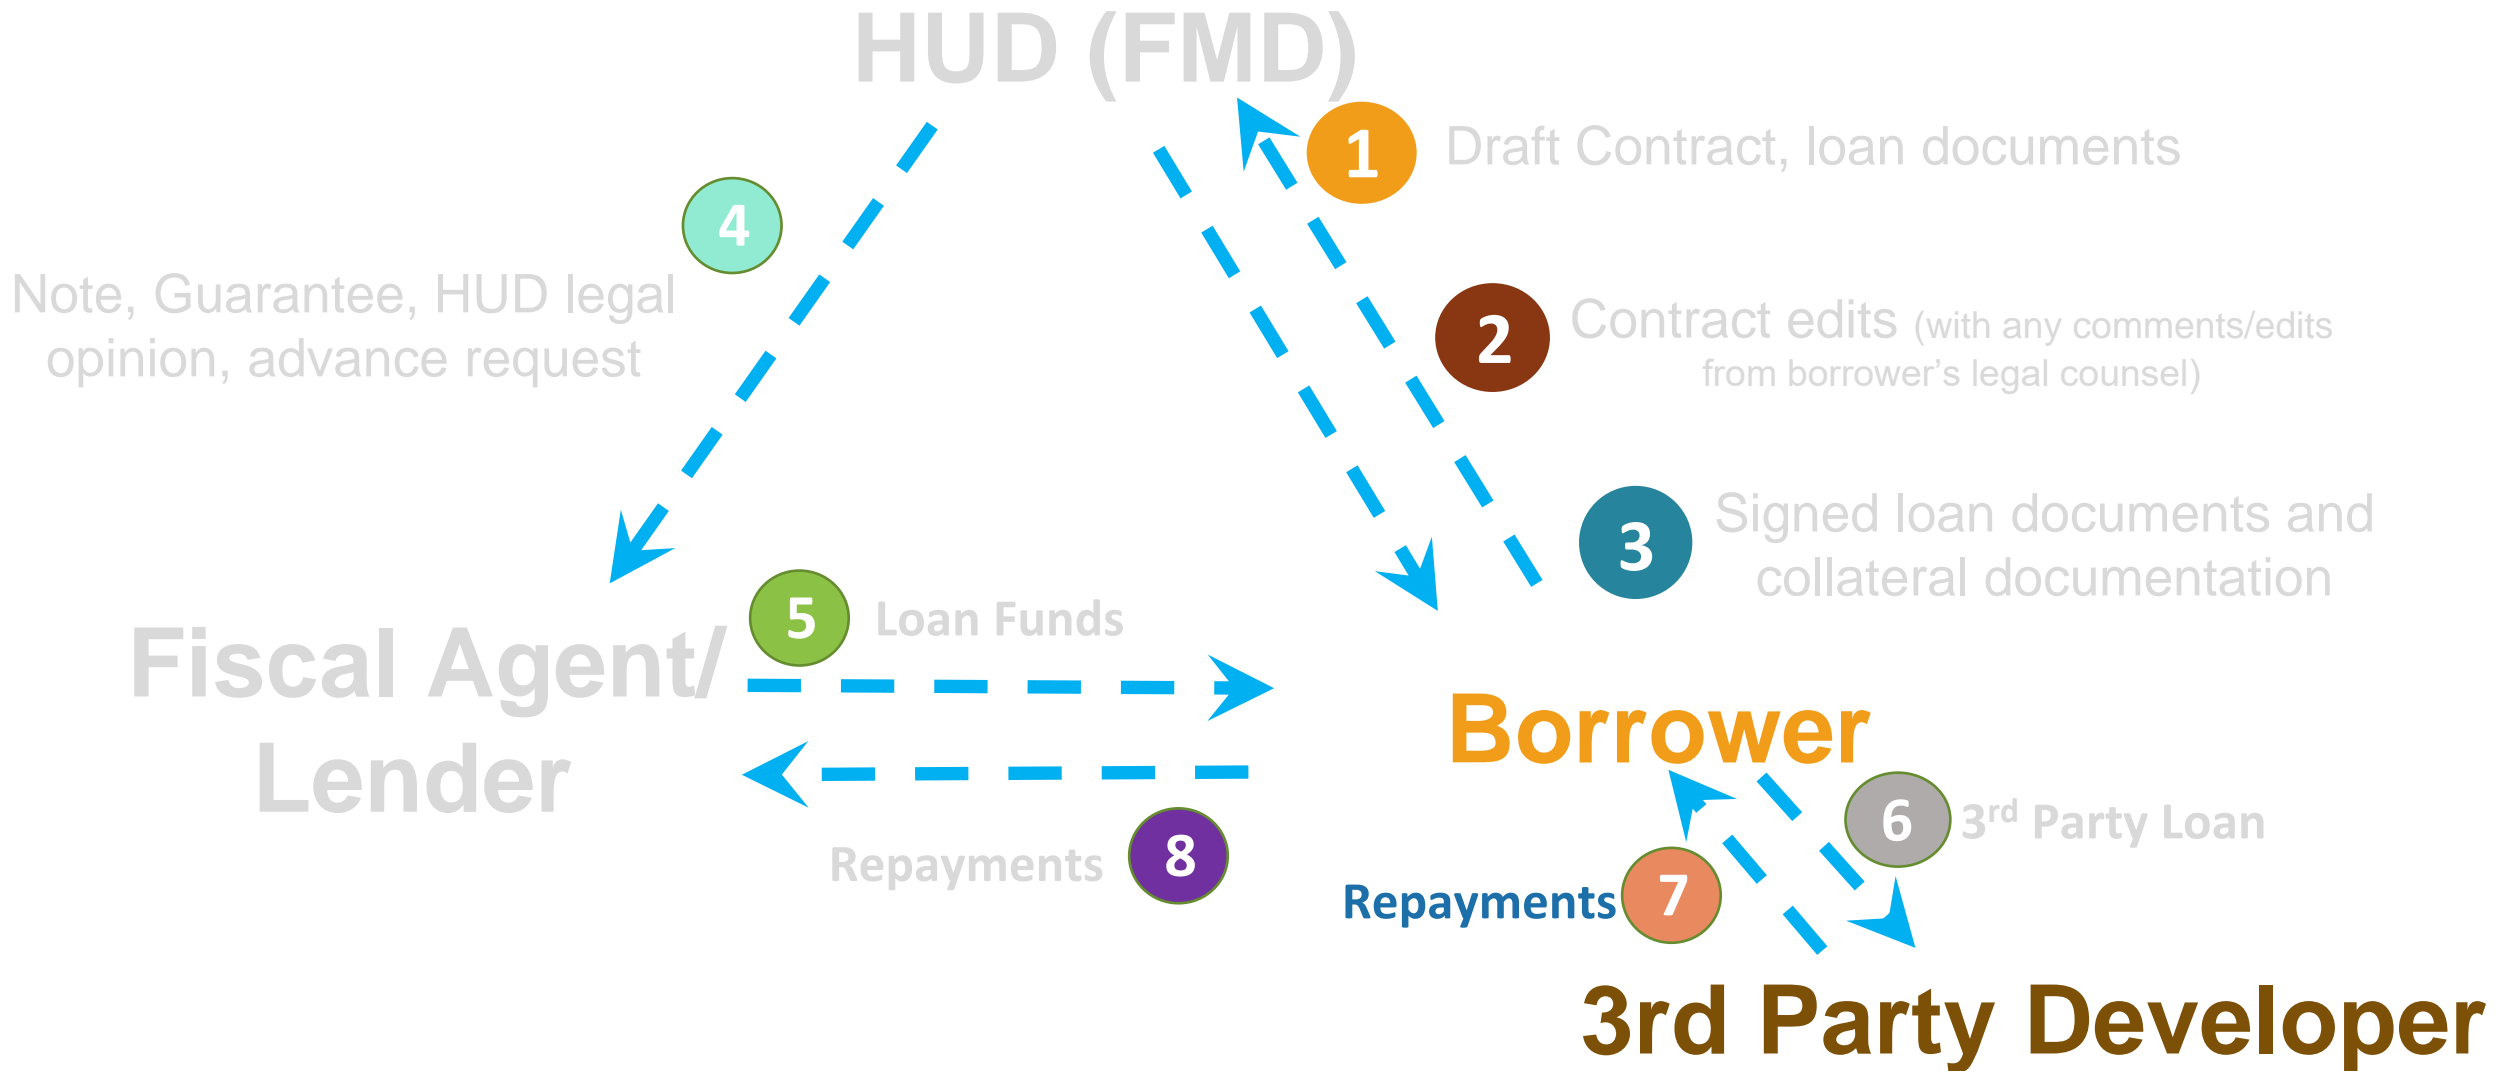 HUD (FMD)
1
Draft Contract, loan documents
4
Note, Guarantee, HUD legal
opinion, advance request
2
Contract edits (with any comments/edits
from borrower's legal counsel)
3
Signed loan documents and
collateral documentation
5
Loan Funds
Fiscal Agent/
Lender
Borrower
8
Repayments
6
3rd Party Loan
7
Repayments
3rd Party Developer